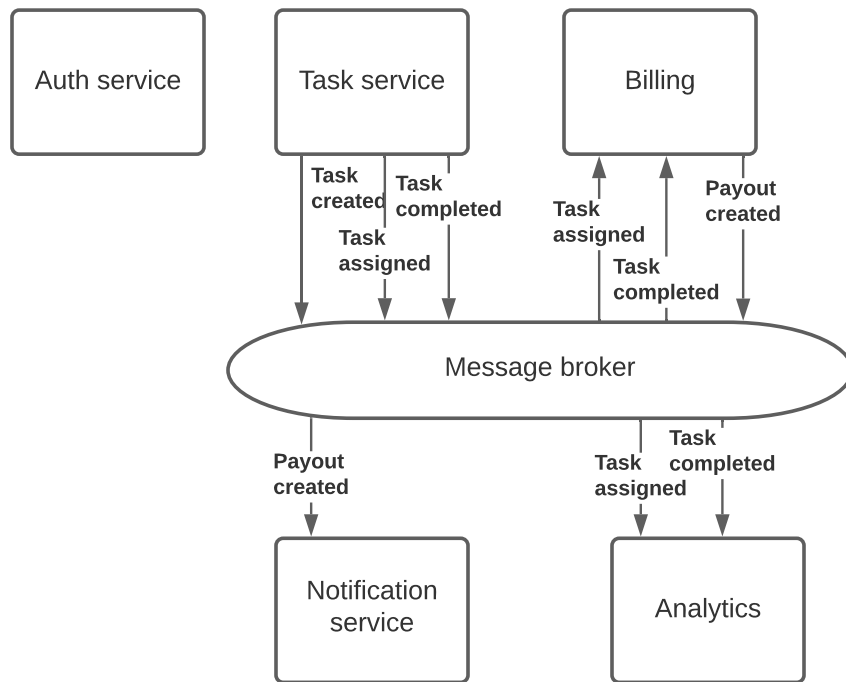 Auth service
Task service
Billing
Task
created
Task
completed
Task
assigned
Task
assigned
Task
completed
Payout
created
Message broker
Payout
created
Task
assigned
Task
completed
Notification
service
Analytics